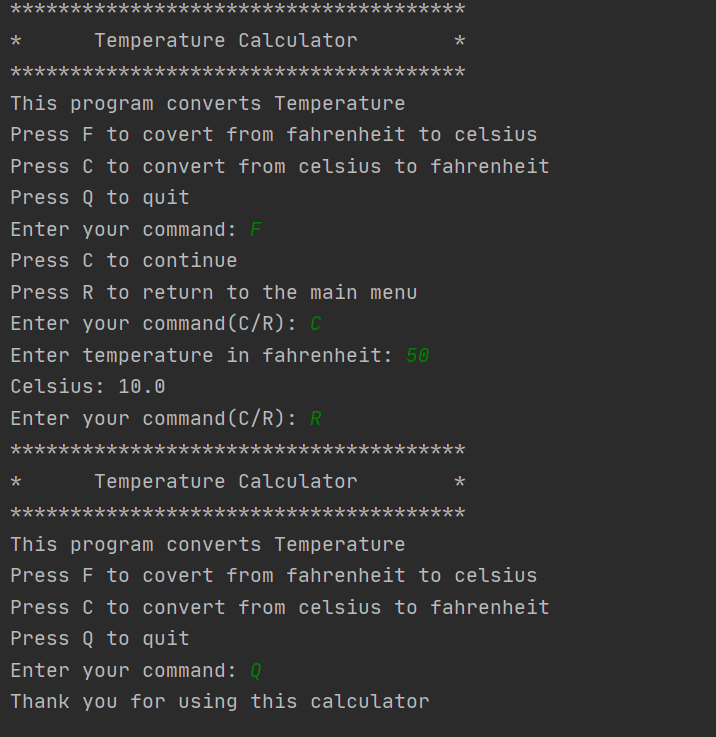 **************************************
*      Temperature Calculator        *
**************************************
This program converts Temperature
Press F to covert from fahrenheit to celsius
Press C to convert from celsius to fahrenheit
Press Q to quit
Enter your command: F
Press C to continue
Press R to return to the main menu
Enter your command(C/R): C
Enter temperature in fahrenheit: 50
Celsius: 10.0
Enter your command(C/R): R
**************************************
*      Temperature Calculator        *
**************************************
This program converts Temperature
Press F to covert from fahrenheit to celsius
Press C to convert from celsius to fahrenheit
Press Q to quit
Enter your command: Q
Thank you for using this calculator